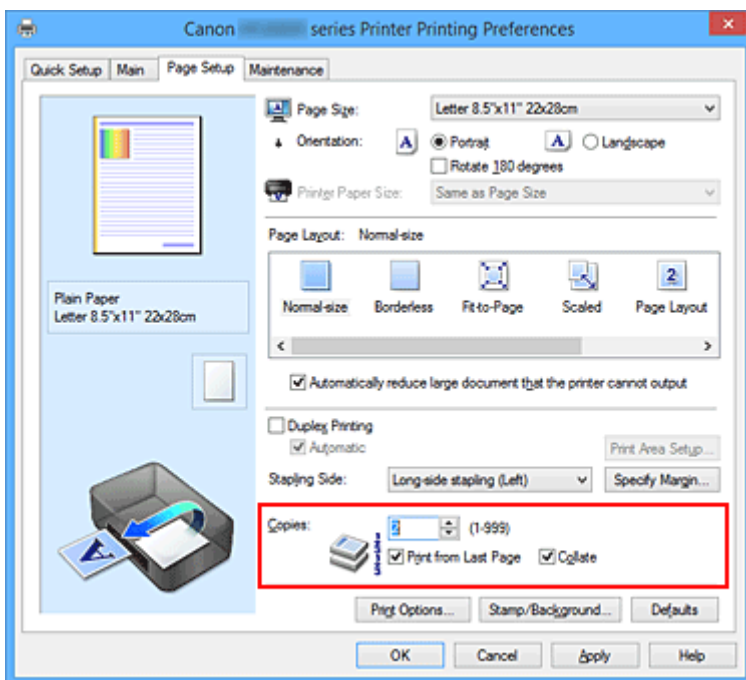 Canon series Printer Printing Preferences
Quick Setup Main Page Setup Maintenance
Page Size: Letter 8.5"x11" 22x28cm
Orientation: A Portrait A Landscape
Rotate 180 degrees
Printer Paper Size: Same as Page Size
Page Layout: Normal-size
2
Normal-size Borderless Fit-to-Page Scaled Page Layout
Plain Paper
Letter 8.5"x11" 22x28cm
Automatically reduce large document that the printer cannot output
Duplex Printing
Automatic Print Area Setup...
Stapling Side: Long-side stapling (Left) Specify Margin...
Copies: 2 (1-999)
Print from Last Page Collate
A
Print Options... Stamp/Background... Defaults
OK Cancel Apply Help